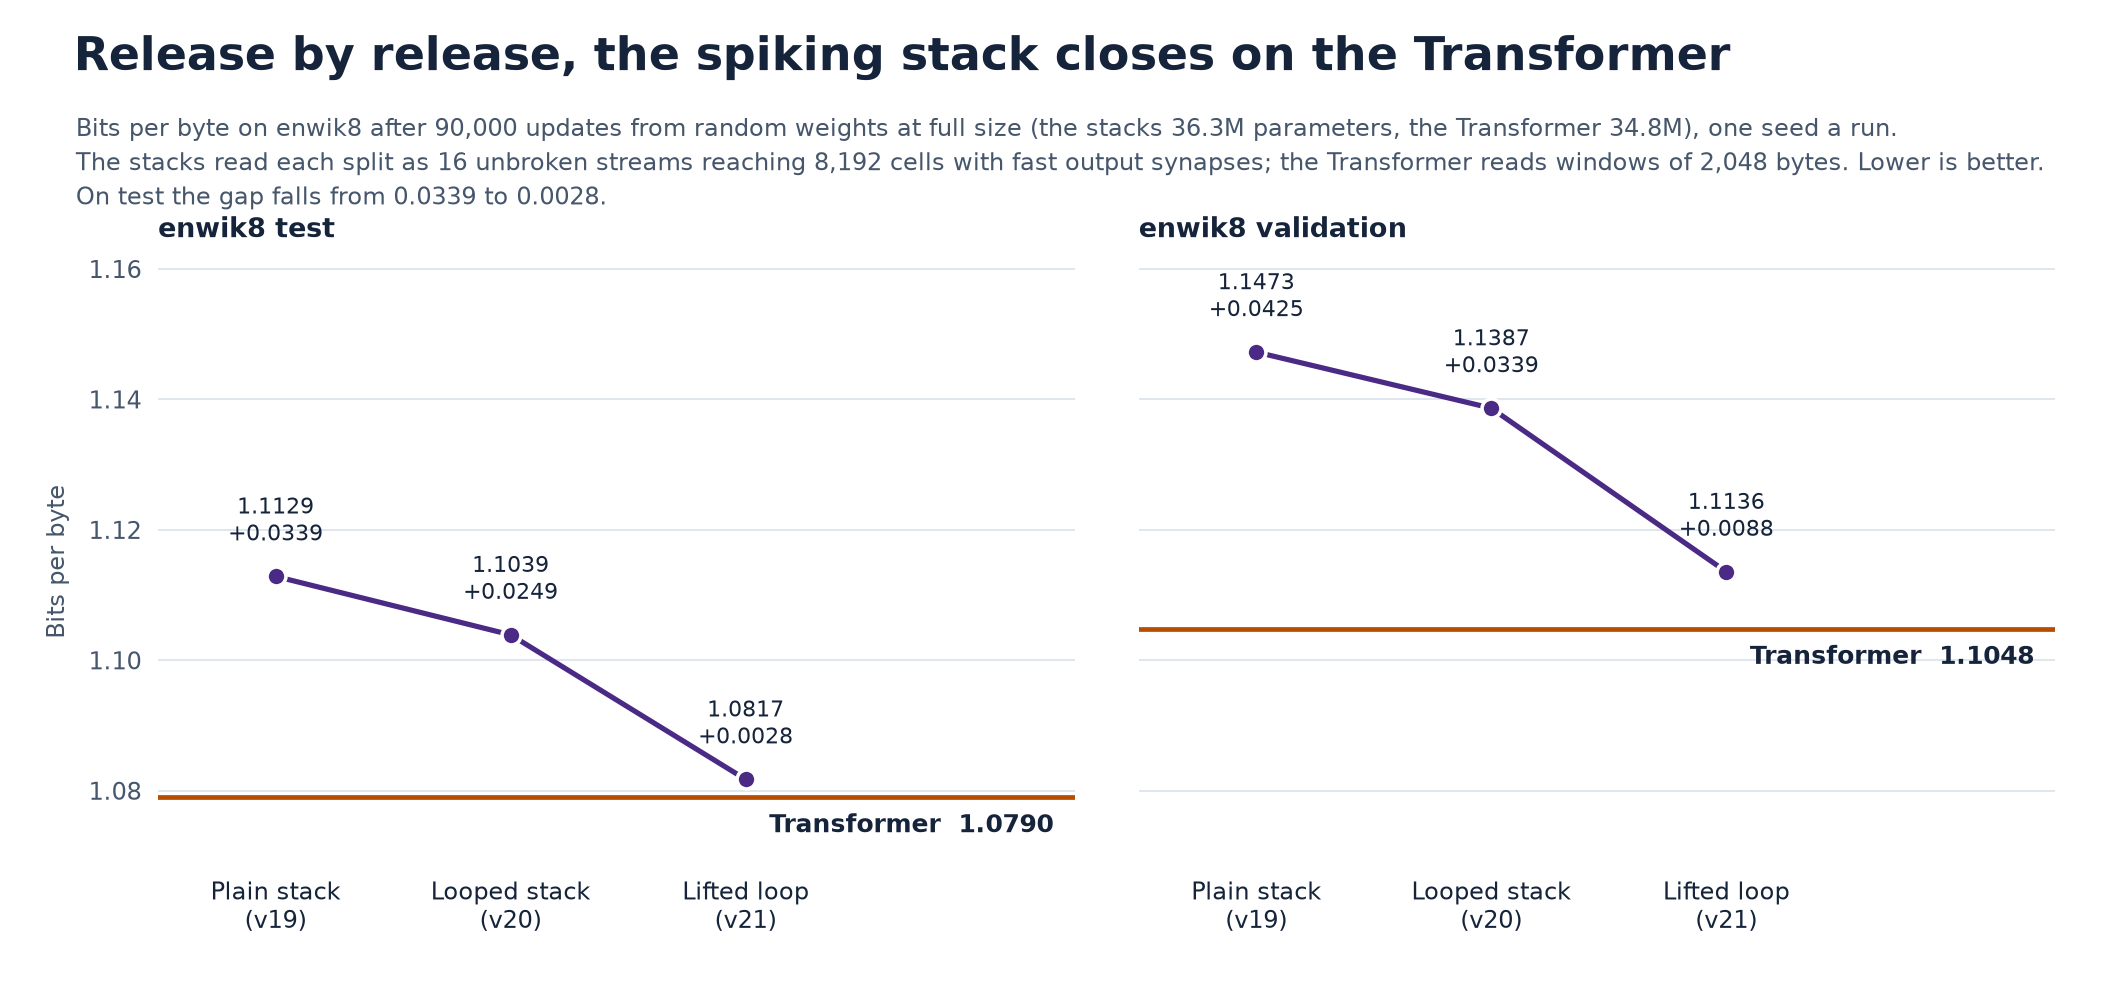 Release by release, the spiking stack closes on the Transformer
Bits per byte on enwik8 after 90,000 updates from random weights at full size (the stacks 36.3M parameters, the Transformer 34.8M), one seed a run.
The stacks read each split as 16 unbroken streams reaching 8,192 cells with fast output synapses; the Transformer reads windows of 2,048 bytes. Lower is better.
On test the gap falls from 0.0339 to 0.0028.
enwik8 test
Bits per byte
1.16
1.14
1.12
1.10
1.08
1.1129
+0.0339
1.1039
+0.0249
1.0817
+0.0028
Transformer 1.0790
Plain stack
(v19)
Looped stack
(v20)
Lifted loop
(v21)
enwik8 validation
1.1473
+0.0425
1.1387
+0.0339
1.1136
+0.0088
Transformer 1.1048
Plain stack
(v19)
Looped stack
(v20)
Lifted loop
(v21)